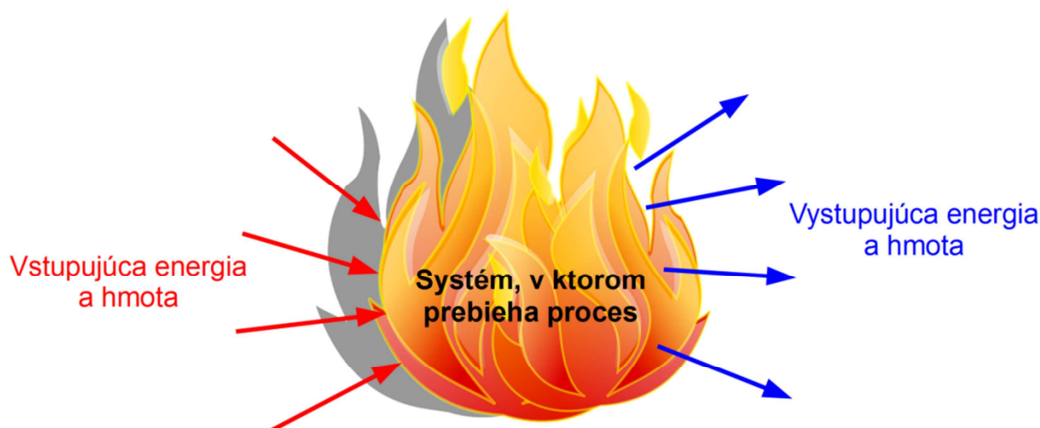 Vstupujúca energia
a hmota
Systém, v ktorom
prebieha proces
Vystupujúca energia
a hmota